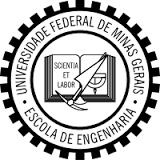 UNIVERSIDADE FEDERAL DE MINAS GERAIS
SCIENTIA
ET
LABOR
ESCOLA DE ENGENHARIA